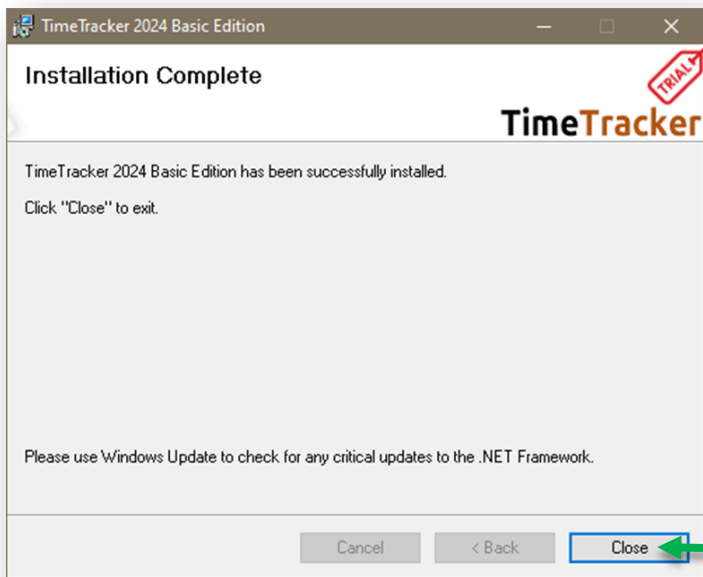 TimeTracker 2024 Basic Edition
Installation Complete
TRIAL
TimeTracker
TimeTracker 2024 Basic Edition has been successfully installed.
Click "Close" to exit.
Please use Windows Update to check for any critical updates to the .NET Framework.
Cancel
< Back
Close